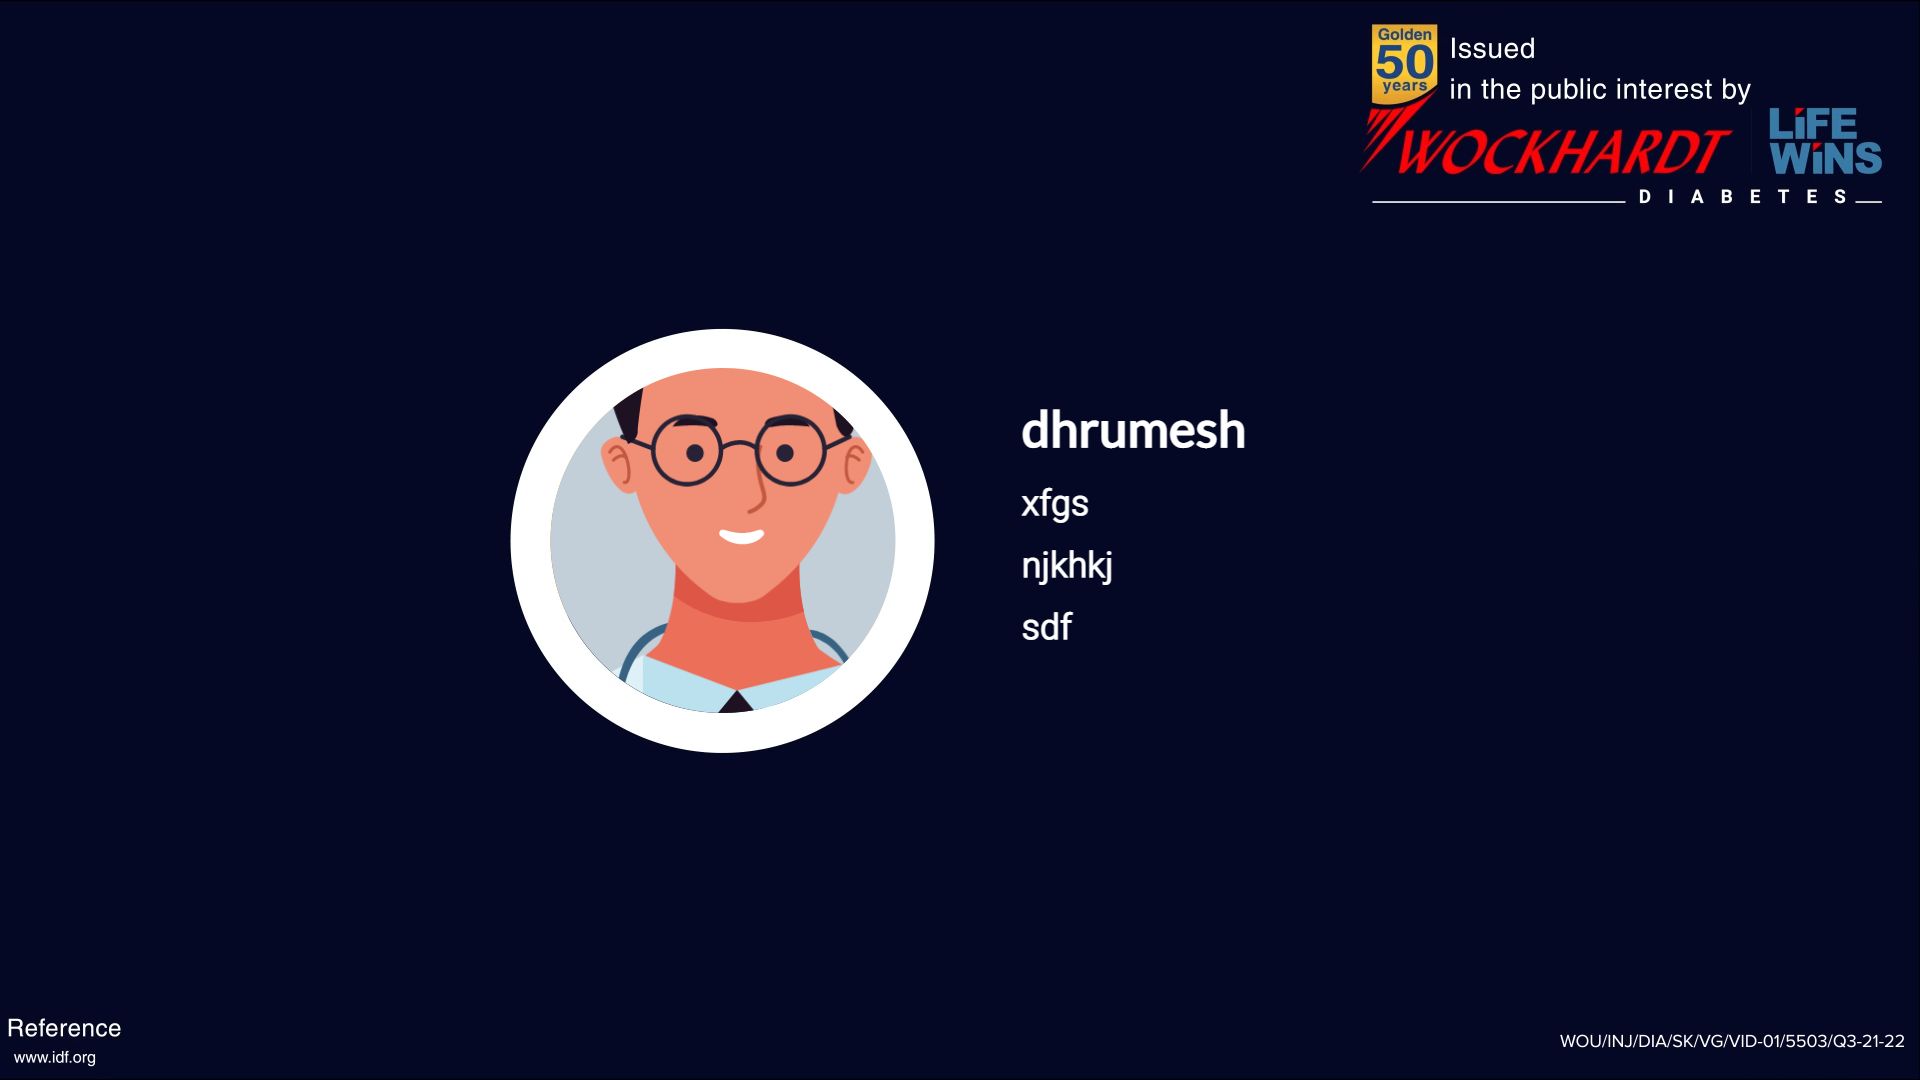 Golden
50
years
Issued
in the public interest by
WOCKHARDT
LiFE
WiNS
DIABETES
dhrumesh
xfgs
njkhkj
sdf
Reference
www.idf.org
WOU/INJ/DIA/SK/VG/VID-01/5503/Q3-21-22